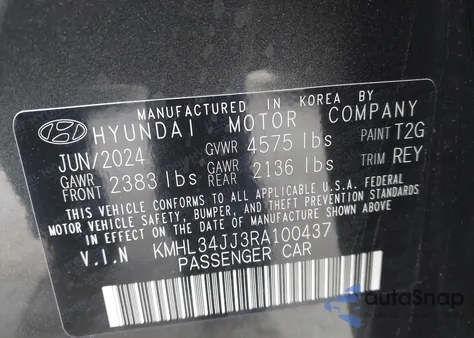 MANUFACTURED IN KOREA BY
HYUNDAI MOTOR COMPANY
JUN/2024 GVWR 4575 lbs PAINT T2G
GAWR FRONT 2383 lbs GAWR REAR 2136 lbs TRIM REY
THIS VEHICLE CONFORMS TO ALL APPLICABLE U.S.A. FEDERAL
MOTOR VEHICLE SAFETY, BUMPER, AND THEFT PREVENTION STANDARDS
IN EFFECT ON THE DATE OF MANUFACTURE SHOWN ABOVE.
V.I.N KMHL34JJ3RA100437
PASSENGER CAR
autoSnap